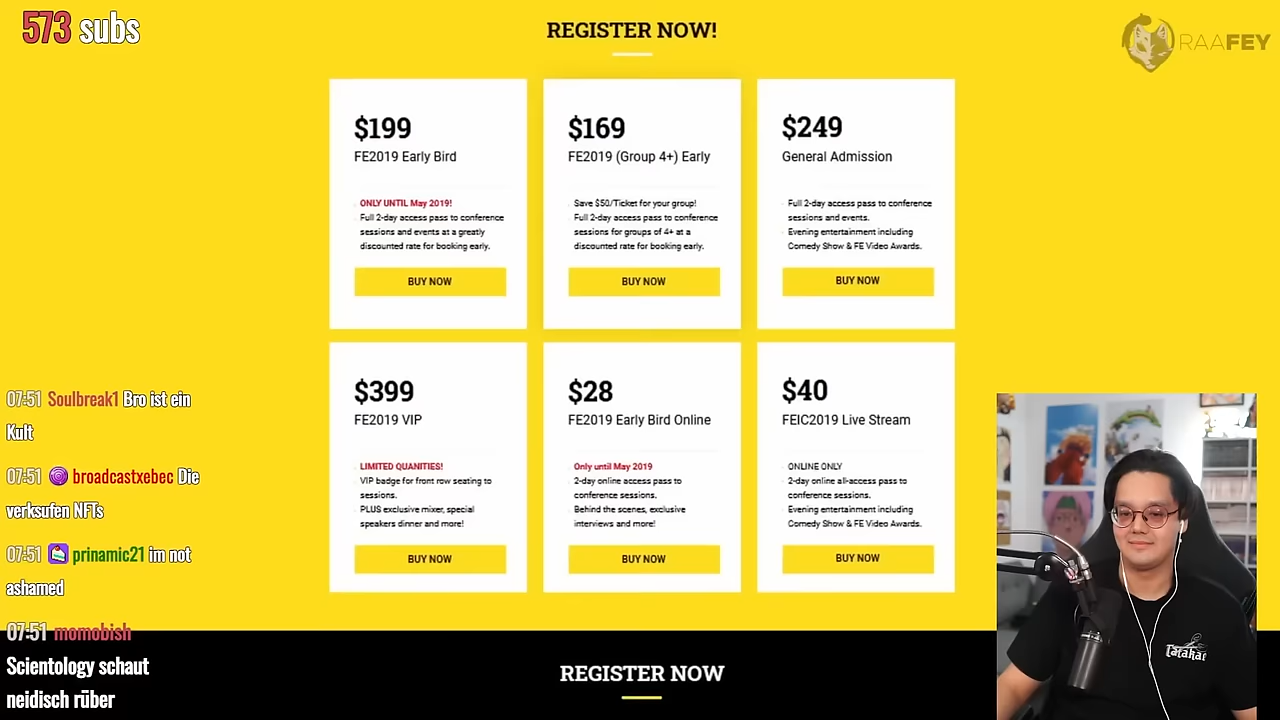 573 subs
REGISTER NOW!
RAAFEY
$199
FE2019 Early Bird
ONLY UNTIL May 2019!
Full 2-day access pass to conference
sessions and events at a greatly
discounted rate for booking early.
BUY NOW
$169
FE2019 (Group 4+) Early
Save $50/Ticket for your group!
Full 2-day access pass to conference
sessions for groups of 4+ at a
discounted rate for booking early.
BUY NOW
$249
General Admission
Full 2-day access pass to conference
sessions and events.
Evening entertainment including
Comedy Show & FE Video Awards.
BUY NOW
$399
FE2019 VIP
LIMITED QUANITIES!
VIP badge for front row seating to
sessions.
PLUS exclusive mixer, special
speakers dinner and more!
BUY NOW
$28
FE2019 Early Bird Online
Only until May 2019
2-day online access pass to
conference sessions.
Behind the scenes, exclusive
interviews and more!
BUY NOW
$40
FEIC2019 Live Stream
ONLINE ONLY
2-day online all-access pass to
conference sessions.
Evening entertainment including
Comedy Show & FE Video Awards.
BUY NOW
07:51 Soulbreak1 Bro ist ein
Kult
07:51 broadcastxebec Die
verksufen NFTs
07:51 prinamic21 im not
ashamed
07:51 momobish
Scientology schaut
neidisch rüber
REGISTER NOW
Tatakai